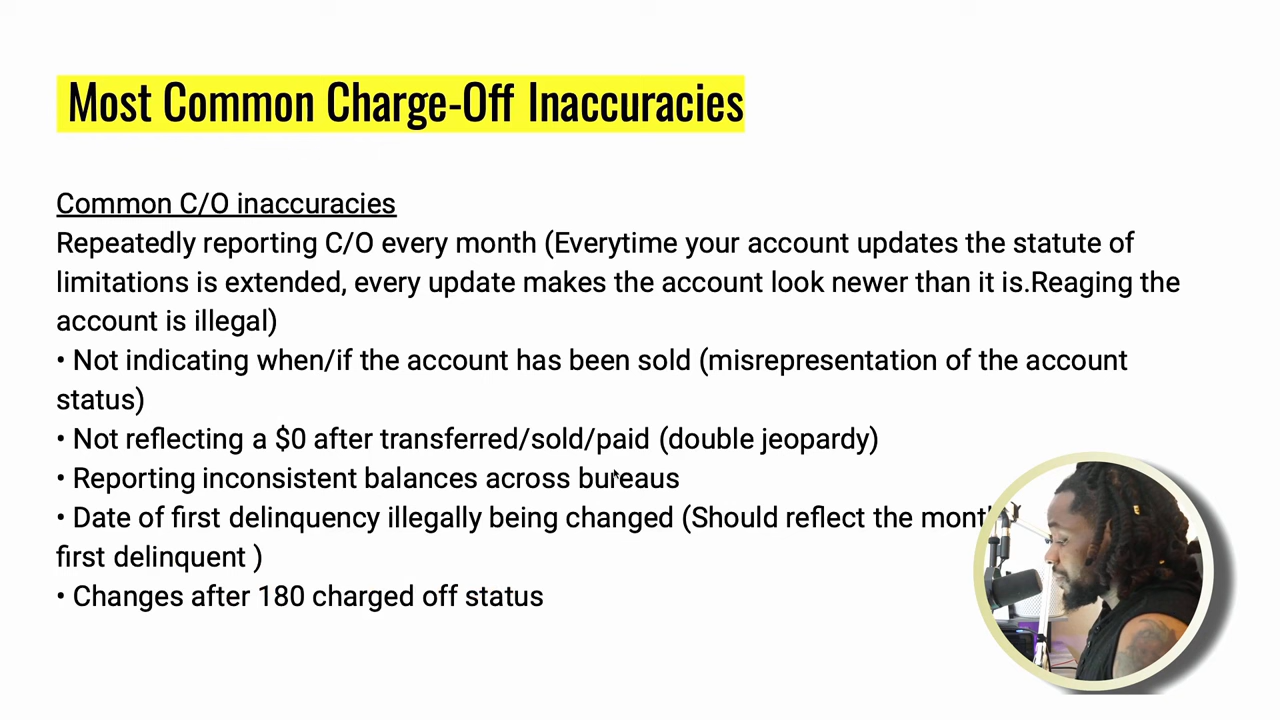 Most Common Charge-Off Inaccuracies
Common C/O inaccuracies
Repeatedly reporting C/O every month (Everytime your account updates the statute of
limitations is extended, every update makes the account look newer than it is.Reaging the
account is illegal)
• Not indicating when/if the account has been sold (misrepresentation of the account
status)
• Not reflecting a $0 after transferred/sold/paid (double jeopardy)
• Reporting inconsistent balances across bureaus
• Date of first delinquency illegally being changed (Should reflect the
first delinquent )
• Changes after 180 charged off status